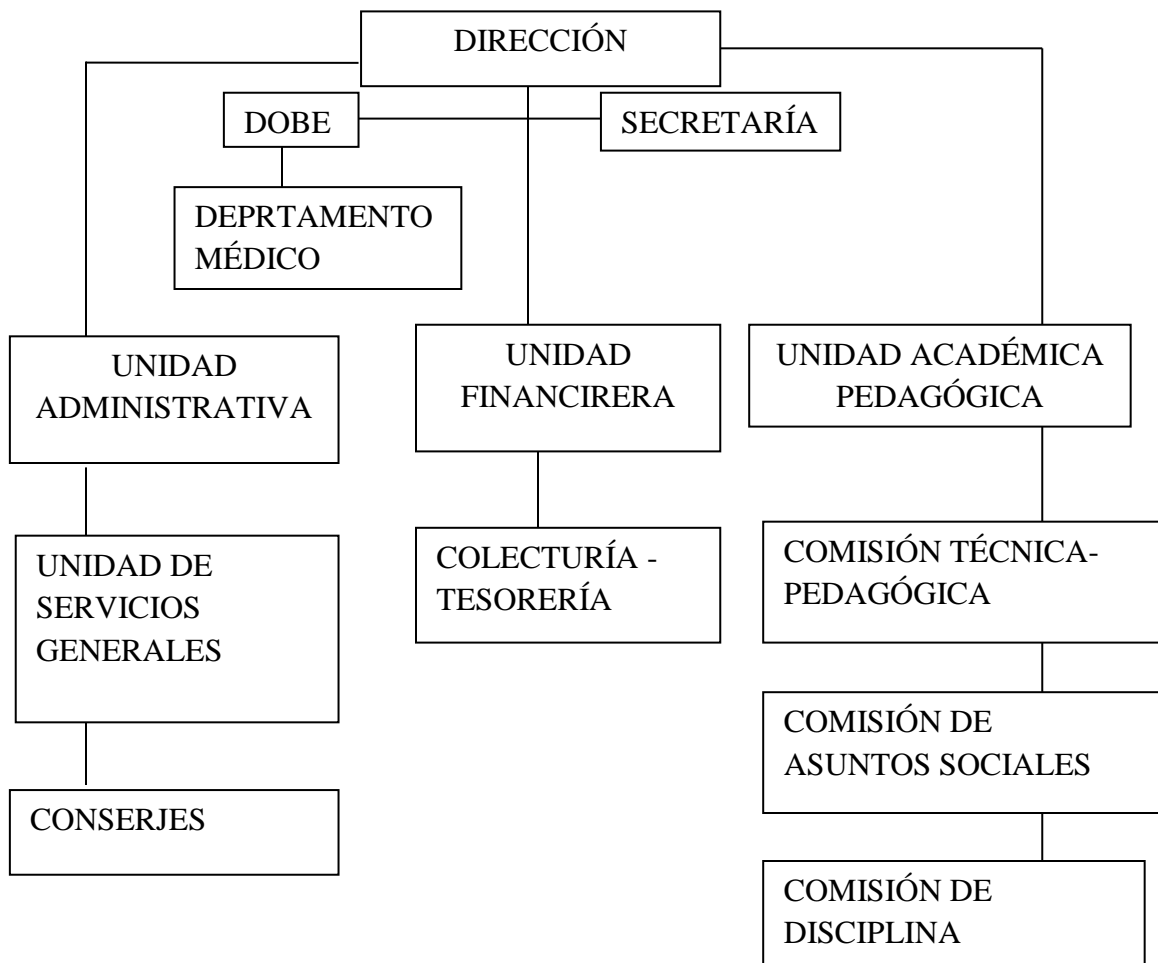 DIRECCIÓN
DOBE
SECRETARÍA
DEPRTAMENTO
MÉDICO
UNIDAD
ADMINISTRATIVA
UNIDAD
FINANCIRERA
UNIDAD ACADÉMICA
PEDAGÓGICA
UNIDAD DE
SERVICIOS
GENERALES
COLECTURÍA -
TESORERÍA
COMISIÓN TÉCNICA-
PEDAGÓGICA
COMISIÓN DE
ASUNTOS SOCIALES
CONSERJES
COMISIÓN DE
DISCIPLINA